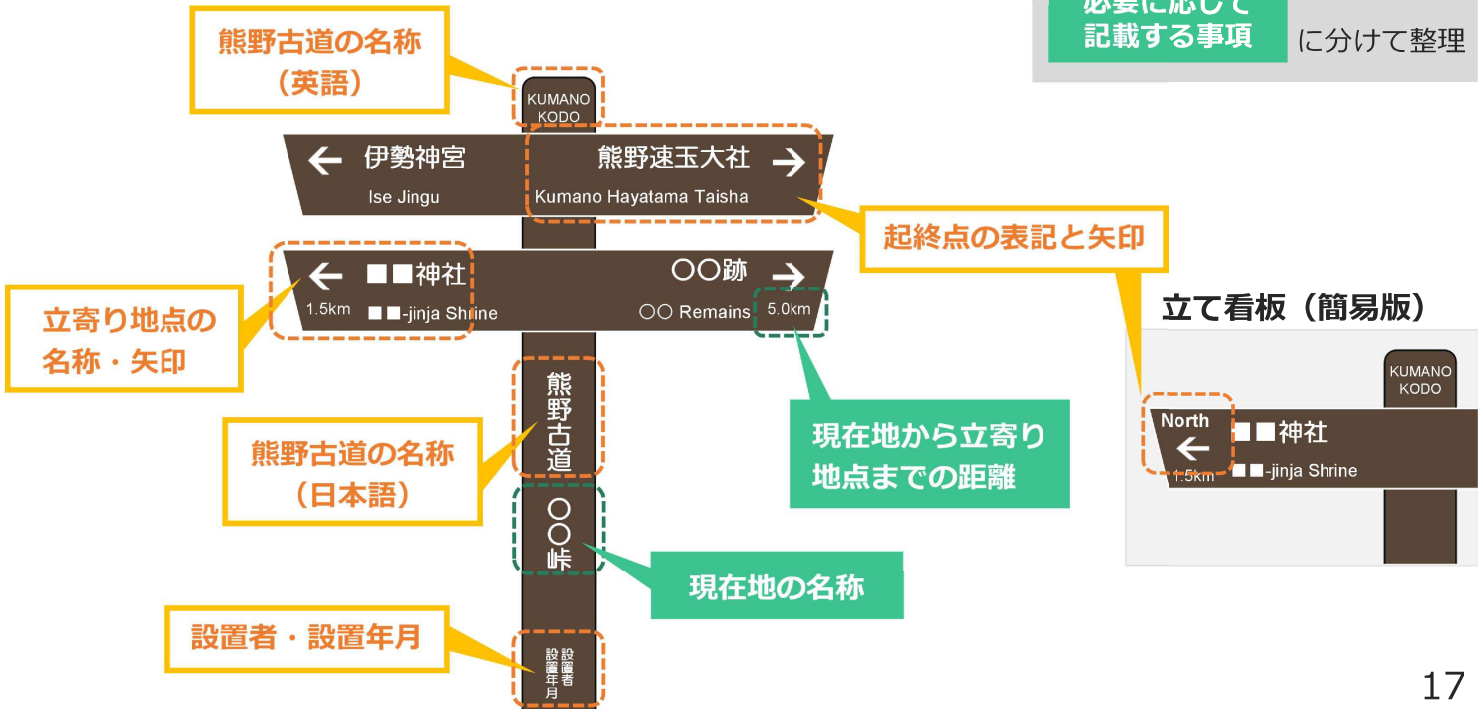 必要に応じて
記載する事項
に分けて整理
熊野古道の名称
（英語）
KUMANO
KODO
← 伊勢神宮
Ise Jingu
熊野速玉大社 →
Kumano Hayatama Taisha
起終点の表記と矢印
← ■■神社
1.5km ■■-jinja Shrine
〇〇跡 →
〇〇 Remains 5.0km
立寄り地点の
名称・矢印
熊野古道
熊野古道の名称
（日本語）
現在地から立寄り
地点までの距離
〇〇峠
現在地の名称
設置者・設置年月
設置者
設置年月
立て看板（簡易版）
KUMANO
KODO
North
← ■■神社
1.5km ■■-jinja Shrine
17